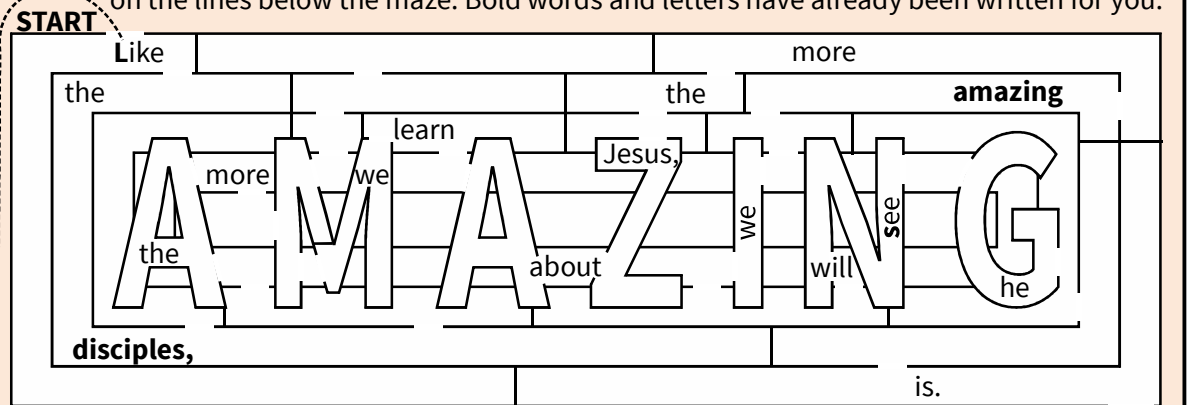 on the lines below the maze. Bold words and letters have already been written for you.
START
Like more
the the amazing
learn
Jesus,
more we
we see
the about will
he
disciples,
is.